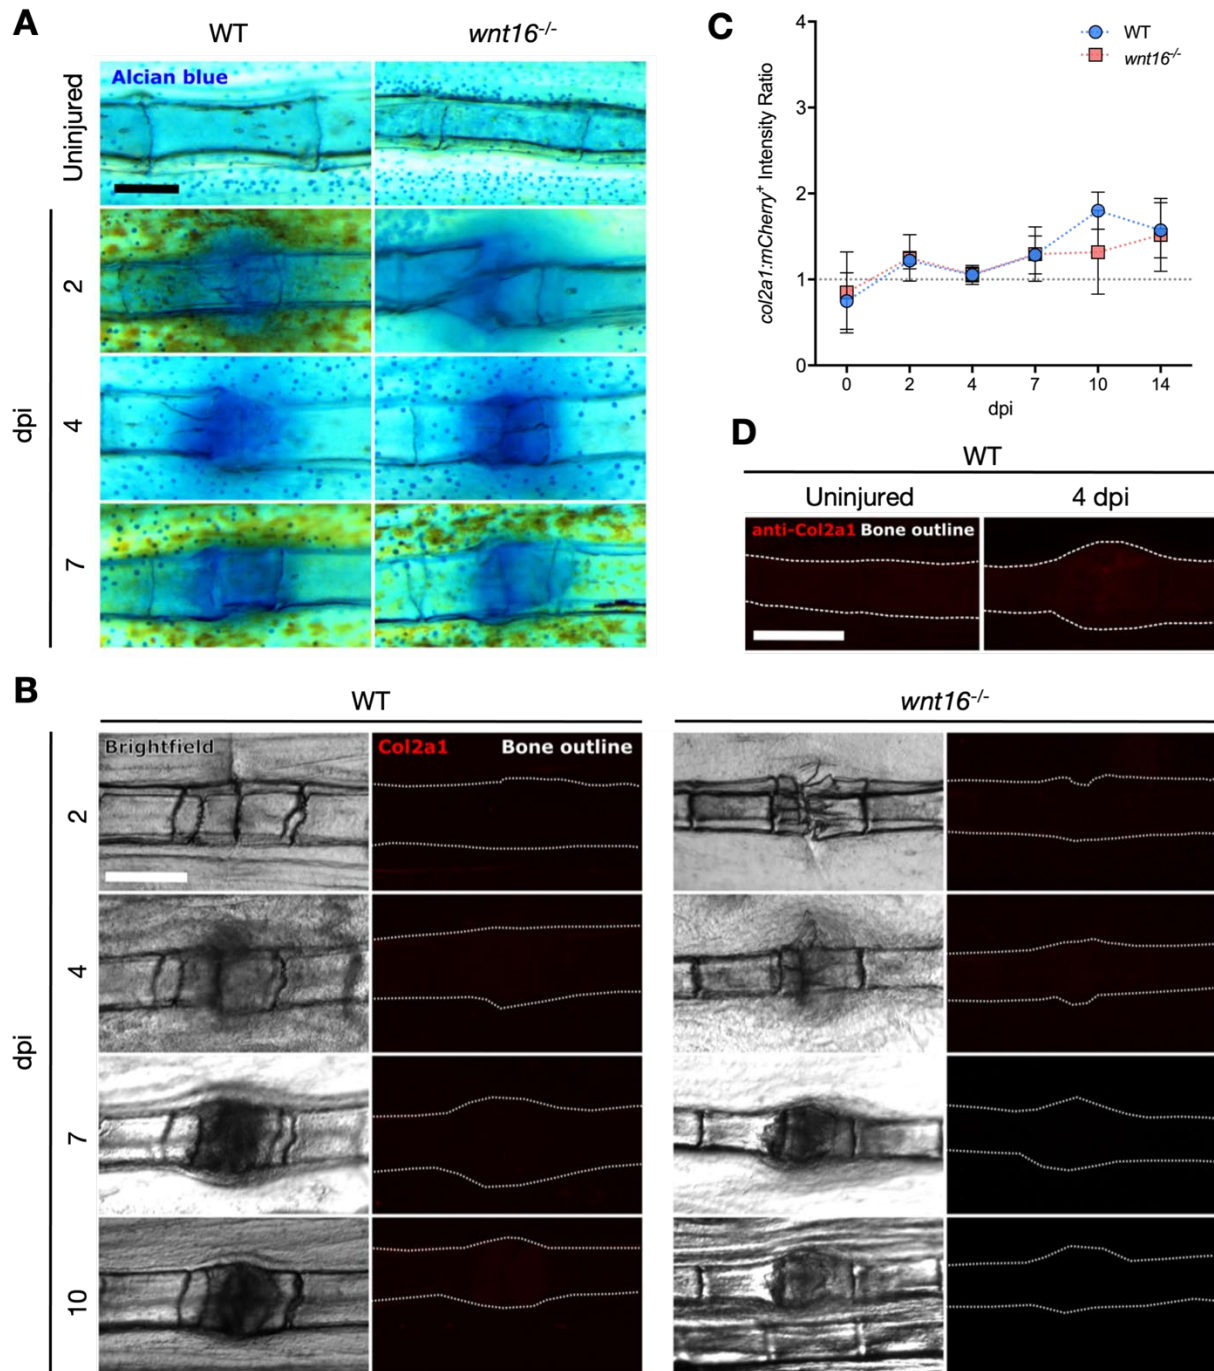 A
WT
wnt16-/-
Alcian blue
Uninjured
2
4
7
dpi
C
WT
wnt16-/-
4
3
2
1
0
col2a1:mCherry+ Intensity Ratio
0 2 4 7 10 14
dpi
D
WT
Uninjured 4 dpi
anti-Col2a1 Bone outline
B
WT
wnt16-/-
Brightfield
Col2a1 Bone outline
2
4
7
10
dpi